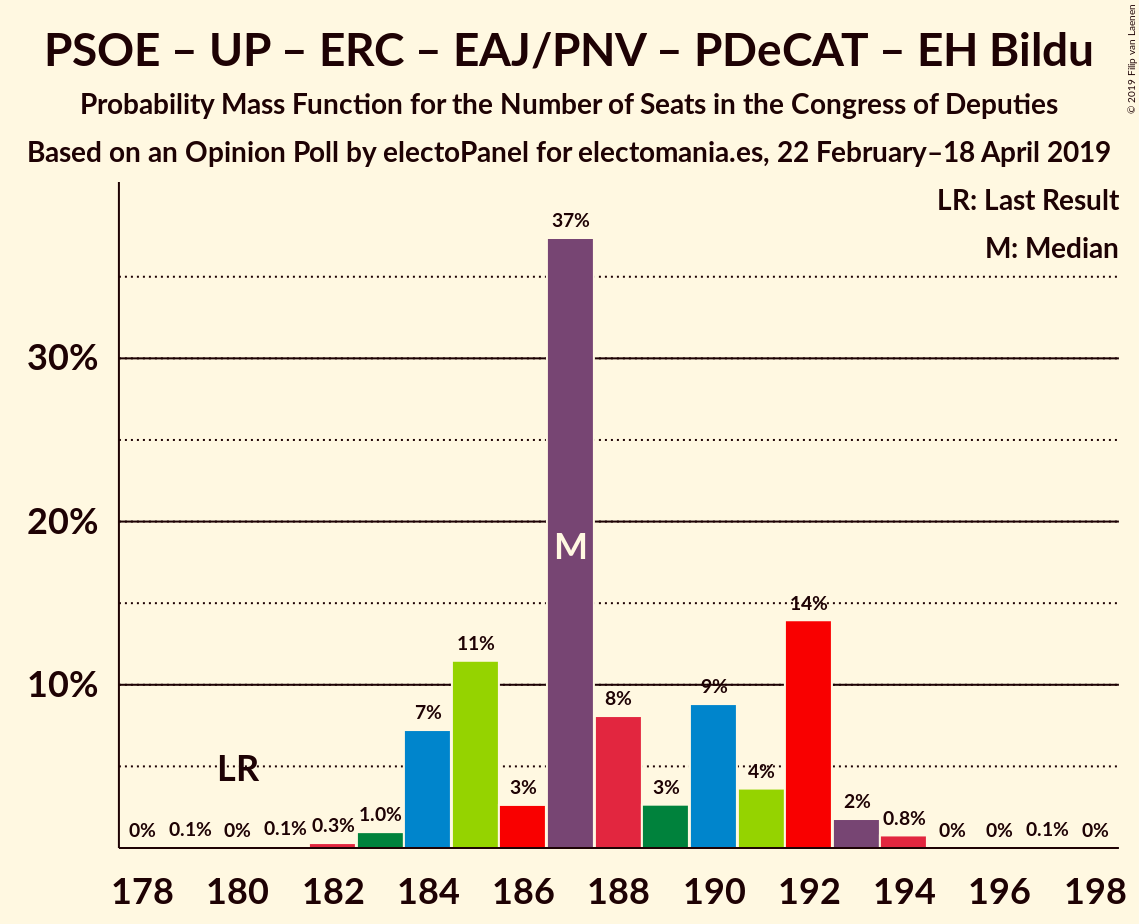 PSOE – UP – ERC – EAJ/PNV – PDeCAT – EH Bildu
Probability Mass Function for the Number of Seats in the Congress of Deputies
Based on an Opinion Poll by electoPanel for electomania.es, 22 February–18 April 2019
© 2019 Filip van Laenen
LR: Last Result
M: Median
30%
20%
10%
0% 0.1% 0% 0.1% 0.3% 1.0% 7% 11% 3% 37% 8% 3% 9% 4% 14% 2% 0.8% 0% 0% 0.1% 0%
LR
M
178 180 182 184 186 188 190 192 194 196 198